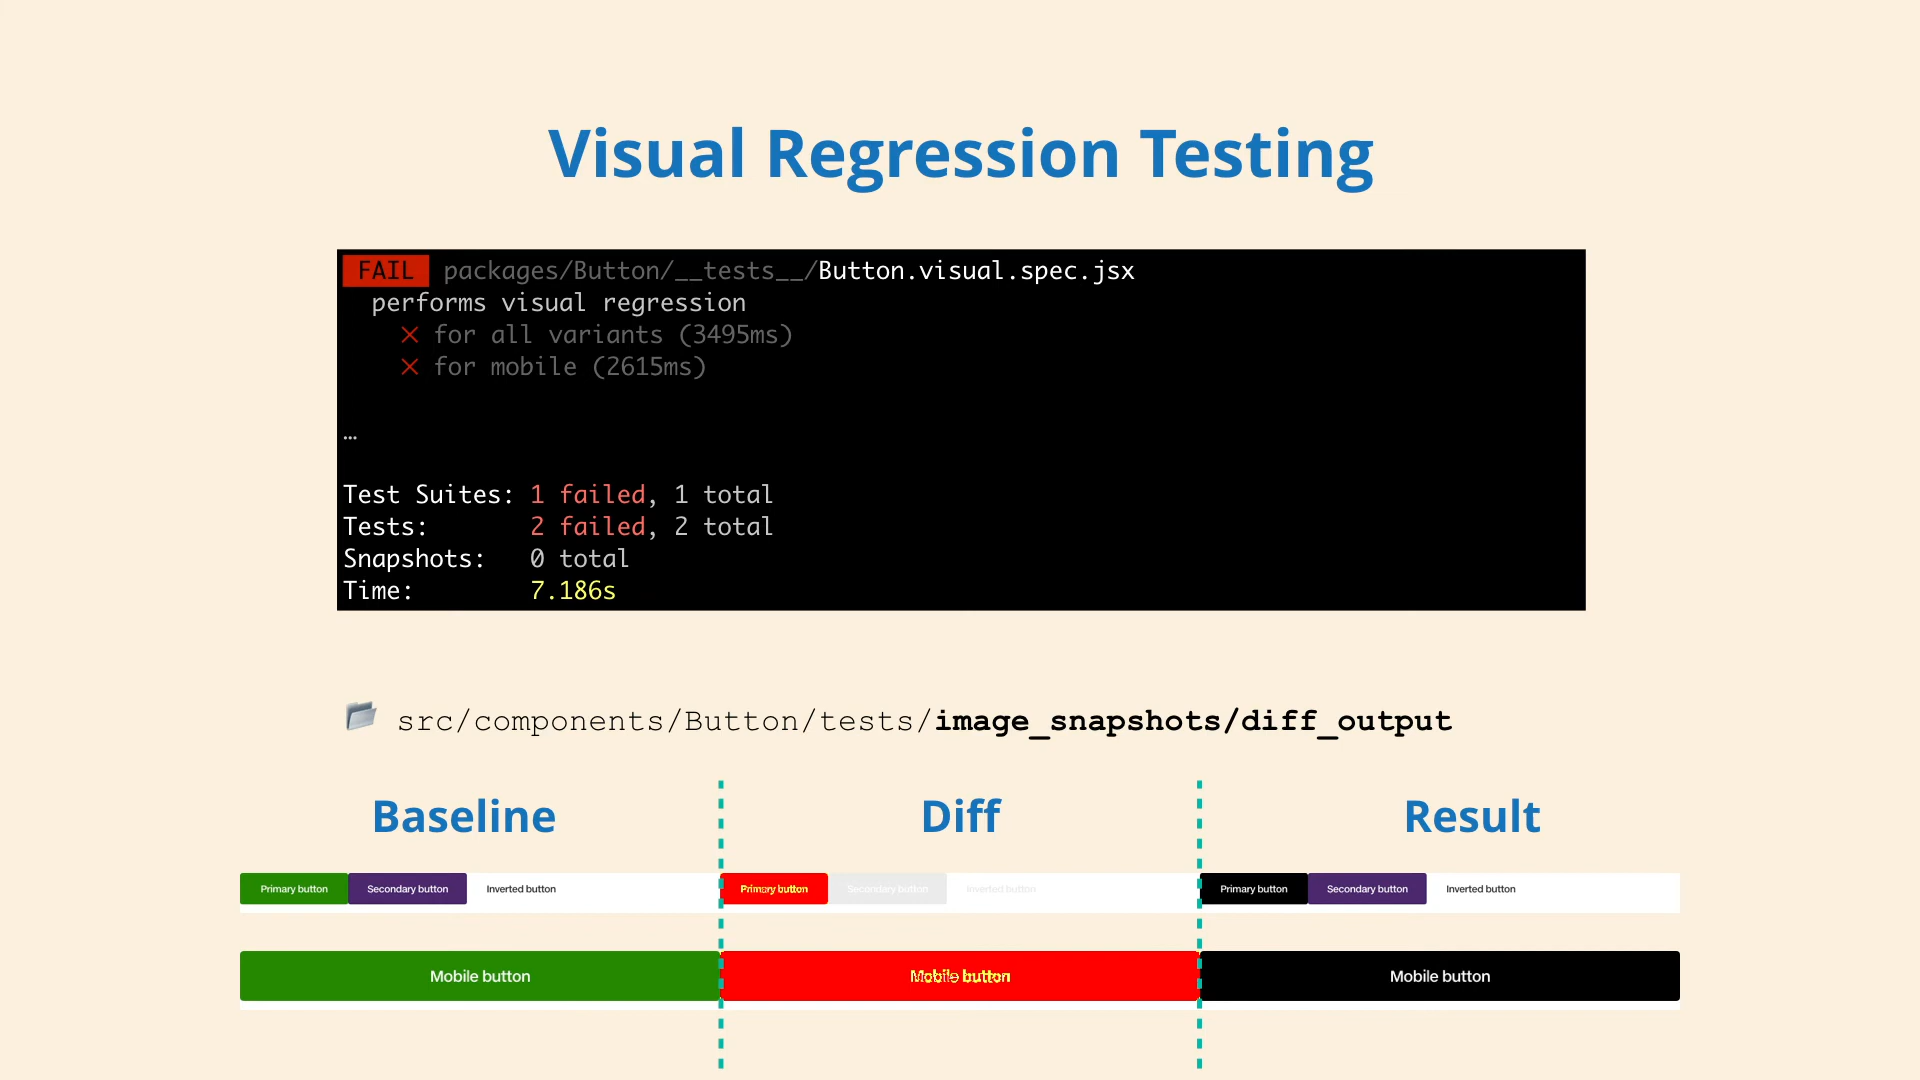 Visual Regression Testing
FAIL packages/Button/__tests__/Button.visual.spec.jsx
performs visual regression
✕ for all variants (3495ms)
✕ for mobile (2615ms)
…
Test Suites: 1 failed, 1 total
Tests: 2 failed, 2 total
Snapshots: 0 total
Time: 7.186s
src/components/Button/tests/image_snapshots/diff_output
Baseline Diff Result
Primary button Secondary button Inverted button Primary button Secondary button Inverted button Primary button Secondary button Inverted button
Mobile button Mobile button Mobile button